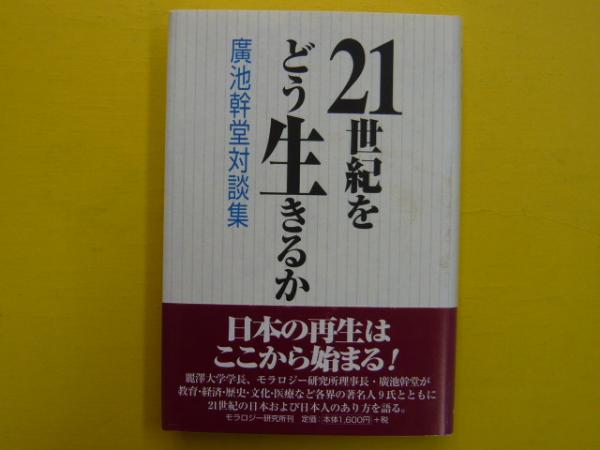 21世紀を
どう生きるか
廣池幹堂対談集
日本の再生は
ここから始まる!
麗澤大学学長、モラロジー研究所理事長・廣池幹堂が
教育・経済・歴史・文化・医療など各界の著名人9氏とともに
21世紀の日本および日本人のあり方を語る。
モラロジー研究所刊 定価:本体1,600円+税